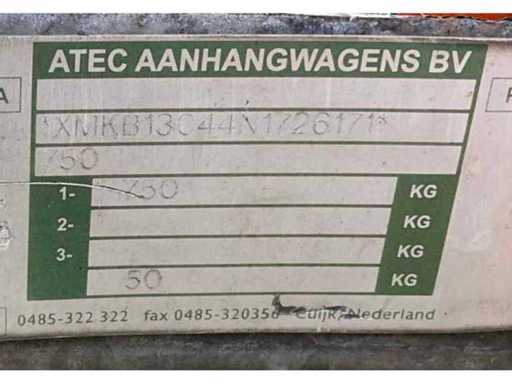 ATEC AANHANGWAGENS BV
*XMKB13C44N1726171*
750
1- 750 KG
2- KG
3- KG
50 KG
0485-322 322 fax 0485-320356 Cuijk, Nederland